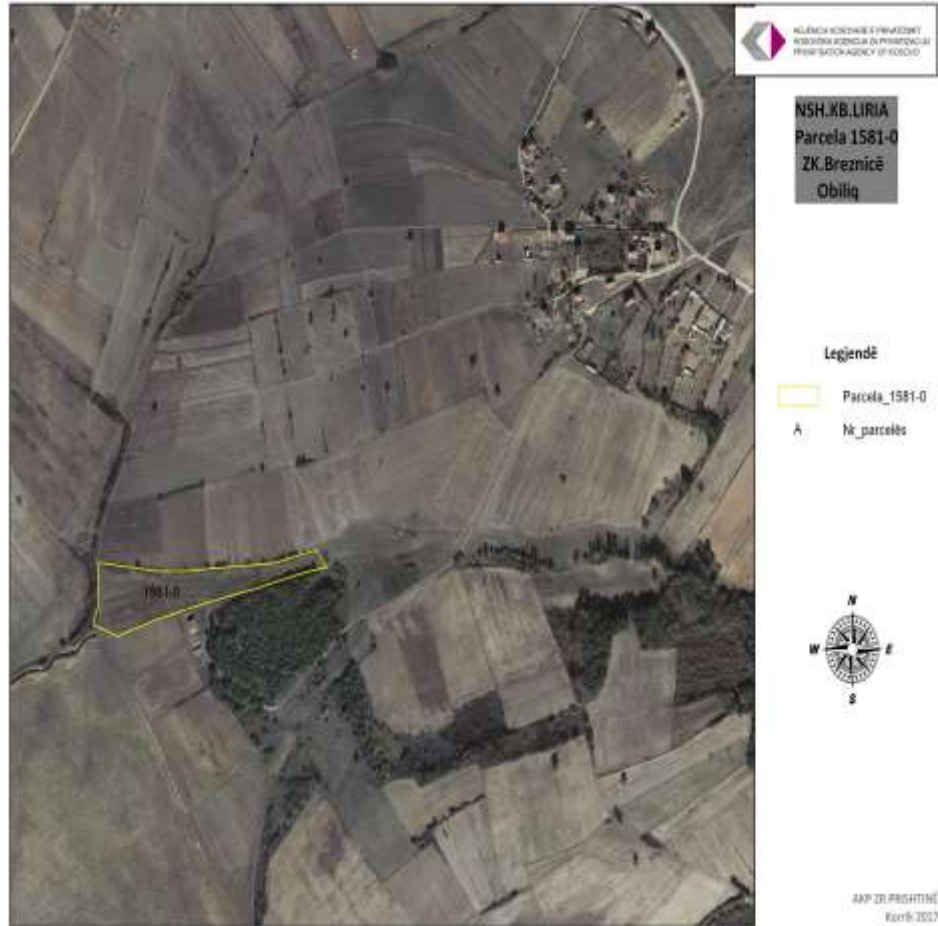 AGJENCIA KOSOVARE E PRIVATIZIMIT
KOSOVSKA AGENCIJA ZA PRIVATIZACIJU
PRIVATISATION AGENCY OF KOSOVO
NSH.KB.LIRIA
Parcela 1581-0
ZK.Breznicë
Obiliq
Legjendë
Parcela_1581-0
A Nr_parcelës
1581-0
N
W E
S
AKP ZR PRISHTINË
Korrik 2017